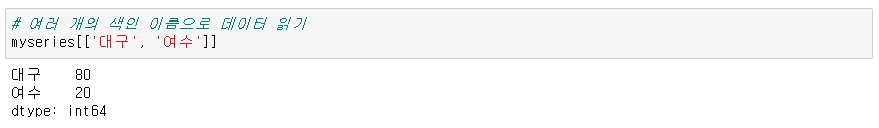 # 여러 개의 색인 이름으로 데이터 읽기
myseries[['대구', '여수']]
대구    80
여수    20
dtype: int64